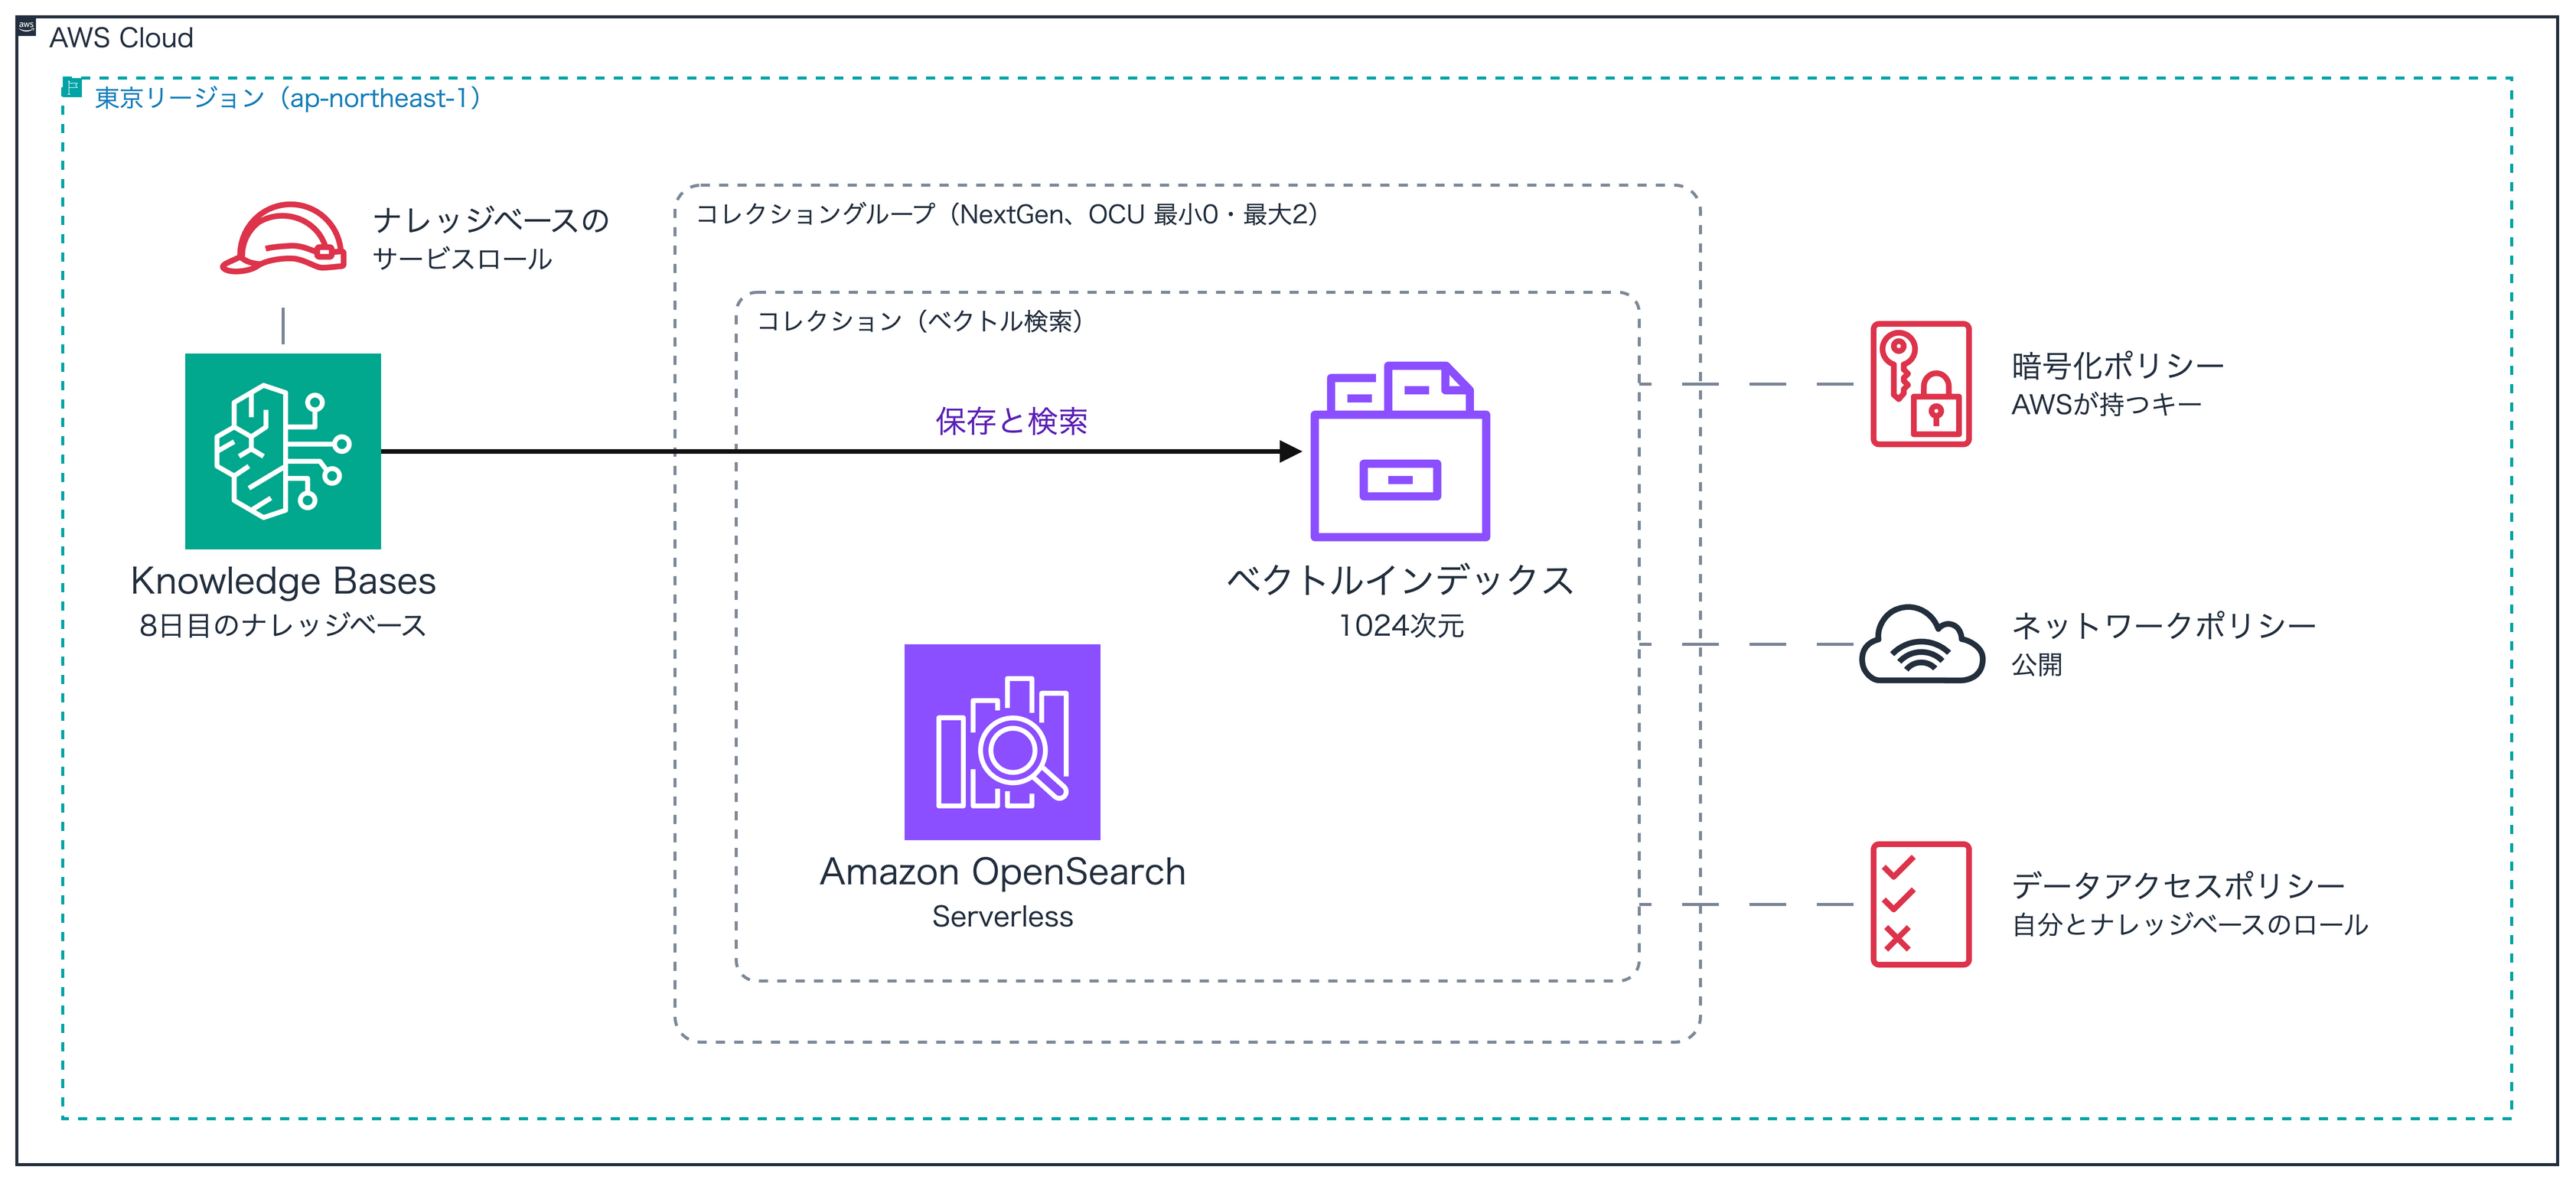 aws
AWS Cloud
東京リージョン（ap-northeast-1）
ナレッジベースの
サービスロール
コレクショングループ（NextGen、OCU 最小0・最大2）
コレクション（ベクトル検索）
保存と検索
Knowledge Bases
8日目のナレッジベース
ベクトルインデックス
1024次元
Amazon OpenSearch
Serverless
暗号化ポリシー
AWSが持つキー
ネットワークポリシー
公開
データアクセスポリシー
自分とナレッジベースのロール